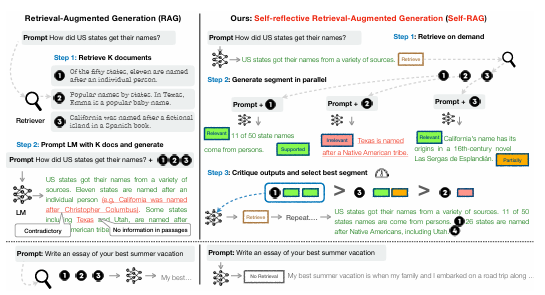 Retrieval-Augmented Generation (RAG)
Prompt How did US states get their names?
Step 1: Retrieve K documents
1 Of the fifty states, eleven are named
after an individual person.
2 Popular names by states. In Texas,
Emma is a popular baby name.
3 California was named after a fictional
island in a Spanish book.
Retriever
Step 2: Prompt LM with K docs and generate
Prompt How did US states get their names? + 1 2 3
LM
US states got their names from a variety of
sources. Eleven states are named after an
individual person (e.g, California was named
after Christopher Columbus). Some states
including Texas and Utah, are named after
American tribe.
Contradictory
No information in passages
Prompt: Write an essay of your best summer vacation
1 2 3
My best…
Ours: Self-reflective Retrieval-Augmented Generation (Self-RAG)
Prompt How did US states get their names?
Step 1: Retrieve on demand
US states got their names from a variety of sources. Retrieve
1 2 3
Step 2: Generate segment in parallel
Prompt + 1
Prompt + 2
Prompt + 3
Relevant 11 of 50 state names
come from persons. Supported
Irrelevant Texas is named
after a Native American tribe.
Relevant California's name has its
origins in a 16th-century novel
Las Sergas de Esplandián. Partially
Step 3: Critique outputs and select best segment
1 > 3 > 2
Retrieve Repeat.…
US states got their names from a variety of sources. 11 of 50
states names are come from persons. 1 26 states are named
after Native Americans, including Utah. 4
Prompt: Write an essay of your best summer vacation
No Retrieval My best summer vacation is when my family and I embarked on a road trip along …